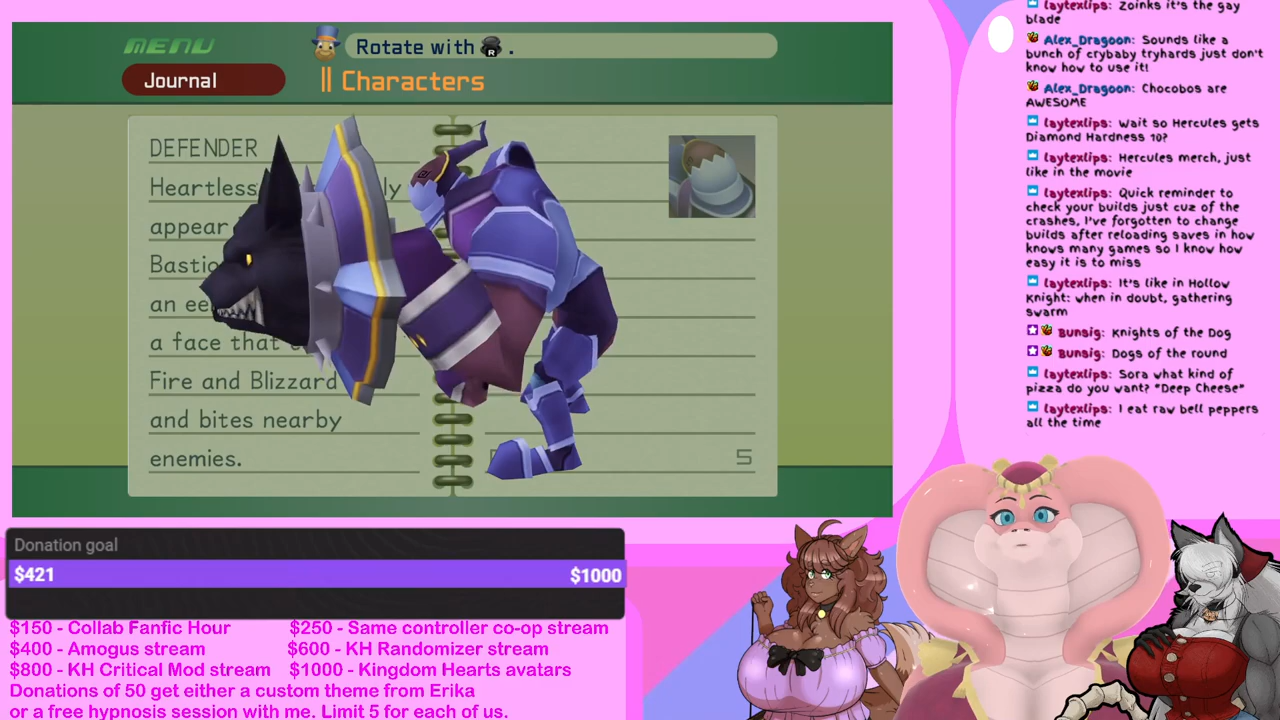 MENU
Rotate with R .
Journal
|| Characters
DEFENDER
Heartless ly
appear
Bastio
an ee
a face that
Fire and Blizzard
and bites nearby
enemies.
5
laytexlips: Zoinks it's the gay
blade
Alex_Dragoon: Sounds like a
bunch of crybaby tryhards just don't
know how to use it!
Alex_Dragoon: Chocobos are
AWESOME
laytexlips: Wait so Hercules gets
Diamond Hardness 10?
laytexlips: Hercules merch, just
like in the movie
laytexlips: Quick reminder to
check your builds just cuz of the
crashes, I've forgotten to change
builds after reloading saves in how
knows many games so I know how
easy it is to miss
laytexlips: It's like in Hollow
Knight: when in doubt, gathering
swarm
Bunsig: Knights of the Dog
Bunsig: Dogs of the round
laytexlips: Sora what kind of
pizza do you want? "Deep Cheese"
laytexlips: I eat raw bell peppers
all the time
Donation goal
$421 $1000
$150 - Collab Fanfic Hour $250 - Same controller co-op stream
$400 - Amogus stream $600 - KH Randomizer stream
$800 - KH Critical Mod stream $1000 - Kingdom Hearts avatars
Donations of 50 get either a custom theme from Erika
or a free hypnosis session with me. Limit 5 for each of us.